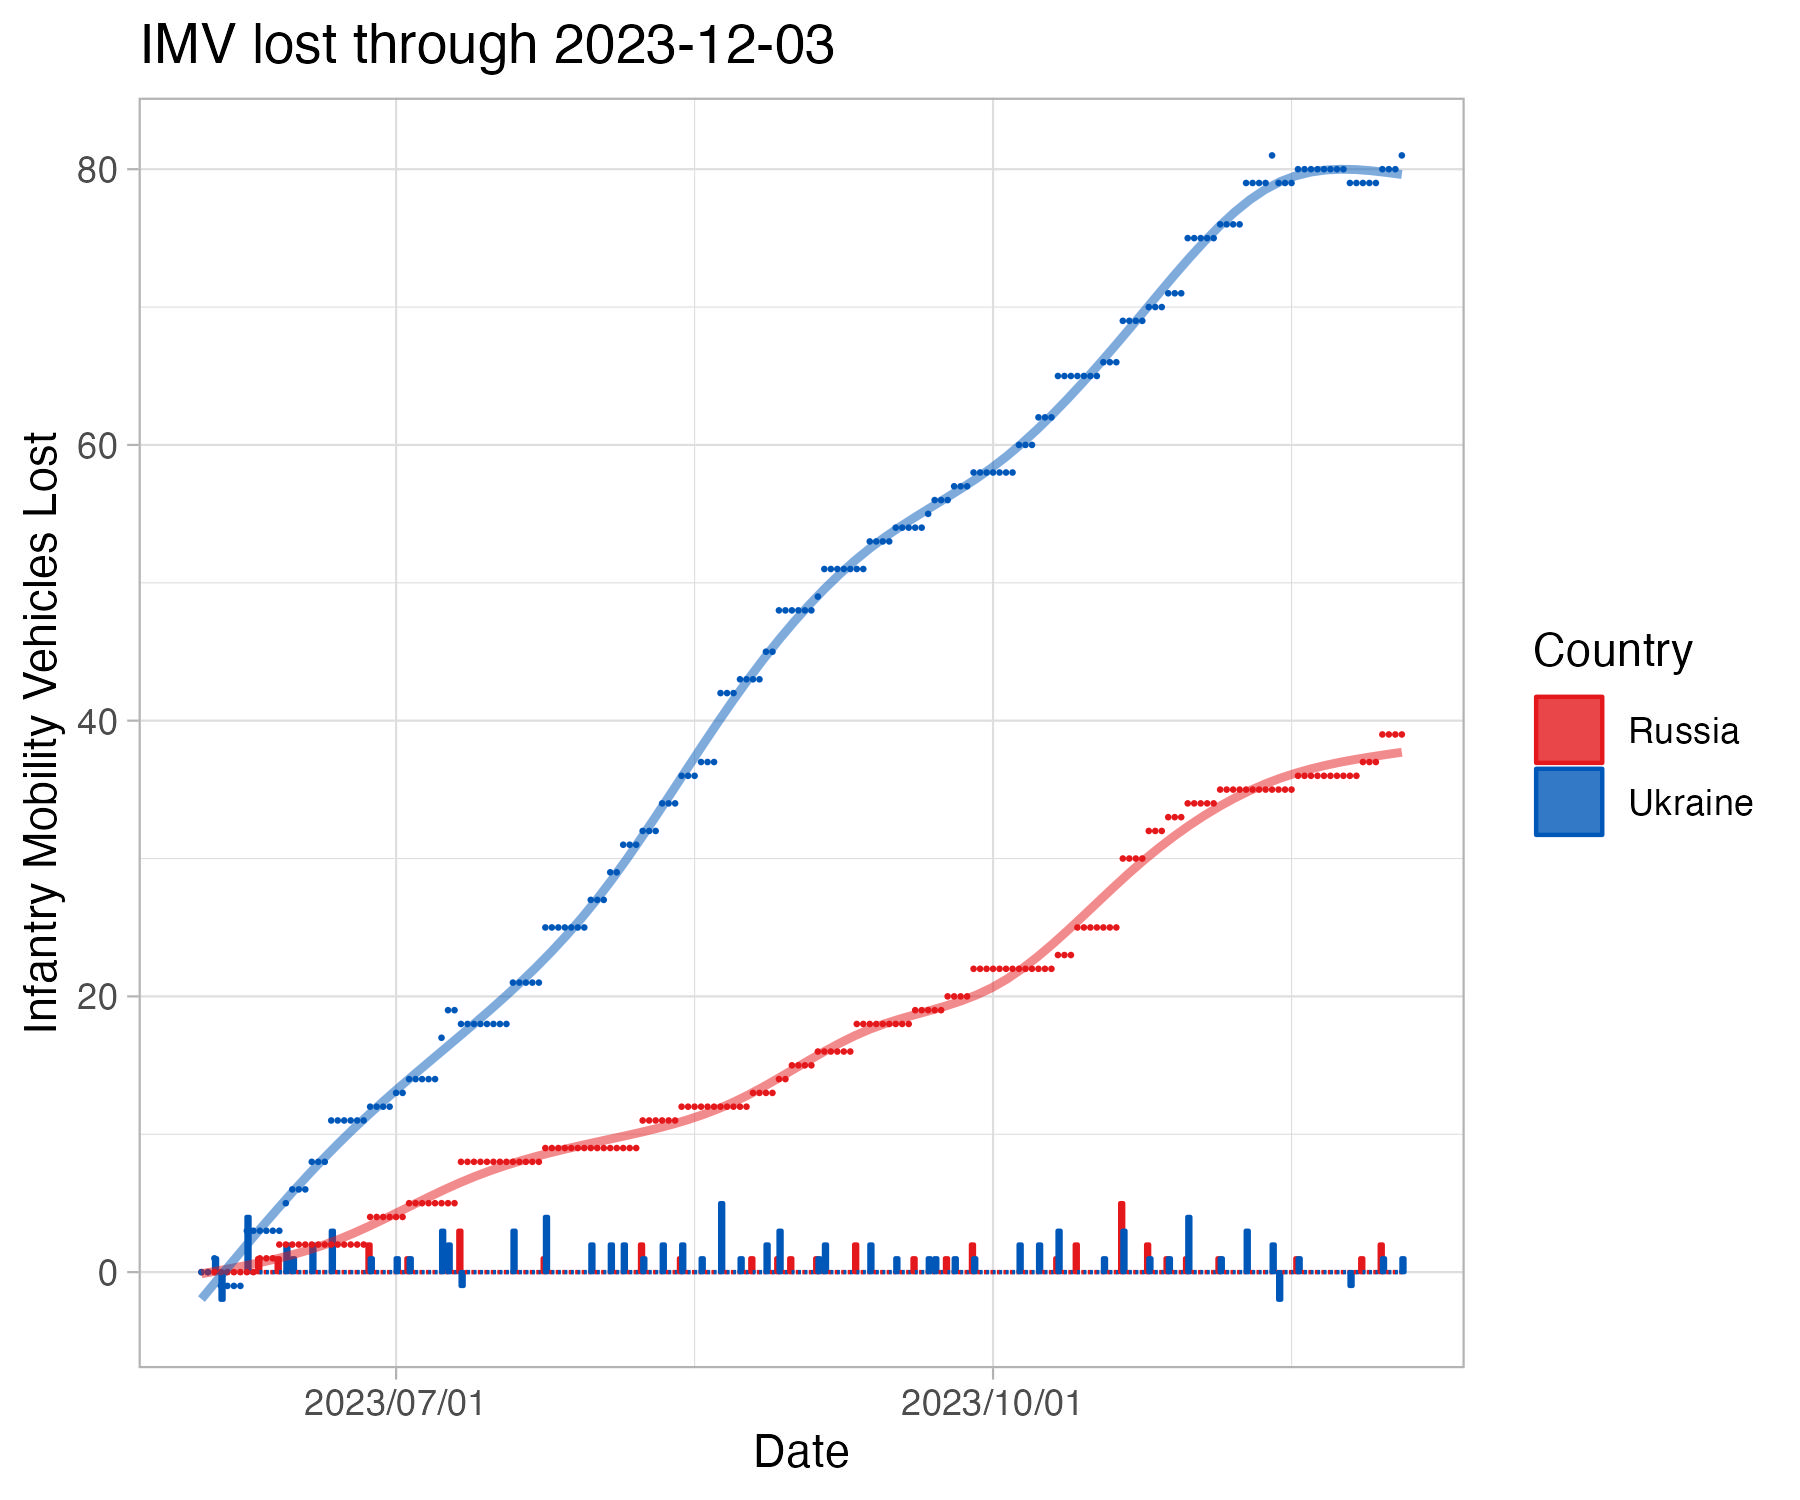 IMV lost through 2023-12-03
Infantry Mobility Vehicles Lost
80
60
40
20
0
2023/07/01
2023/10/01
Date
Country
Russia
Ukraine